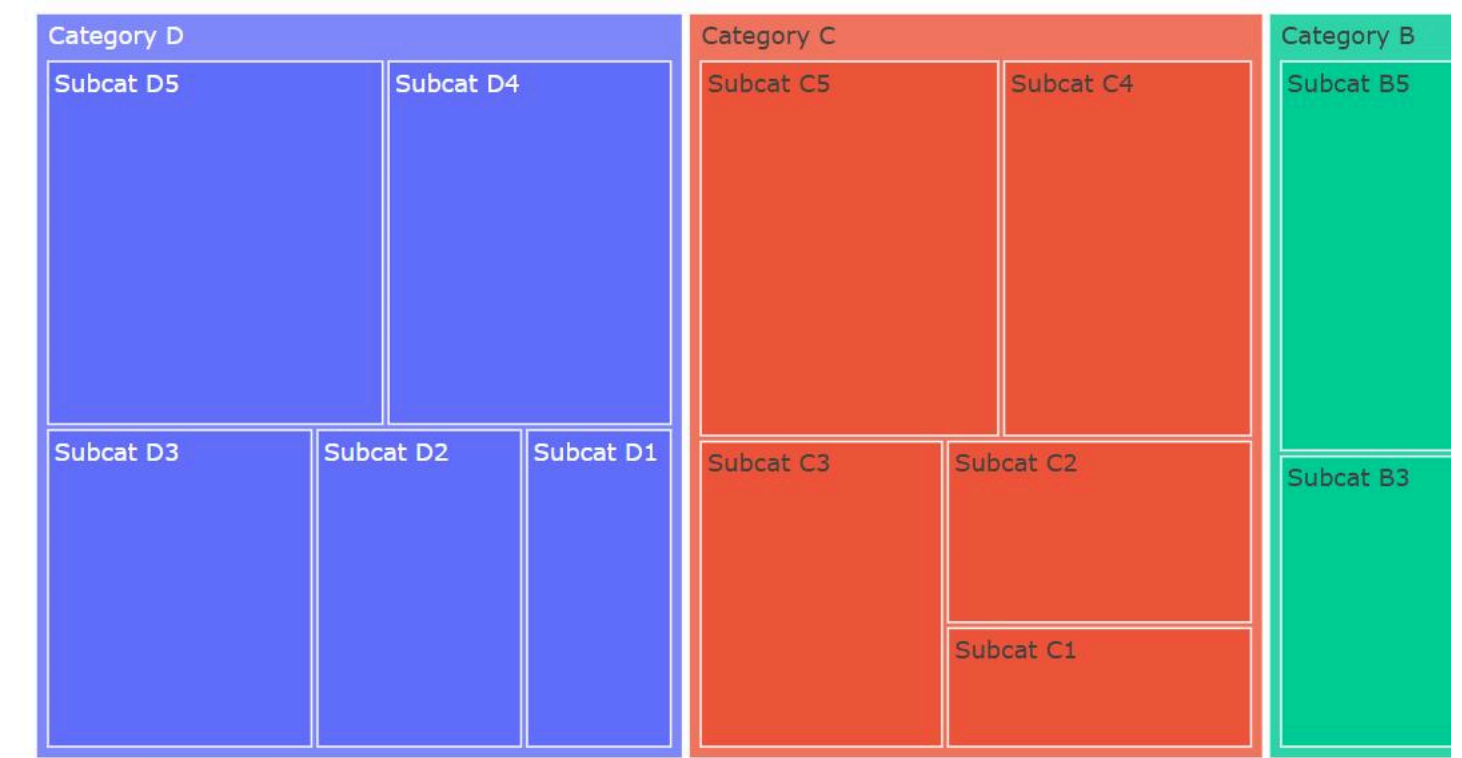 Category D
Subcat D5
Subcat D4
Subcat D3
Subcat D2
Subcat D1
Category C
Subcat C5
Subcat C4
Subcat C3
Subcat C2
Subcat C1
Category B
Subcat B5
Subcat B3